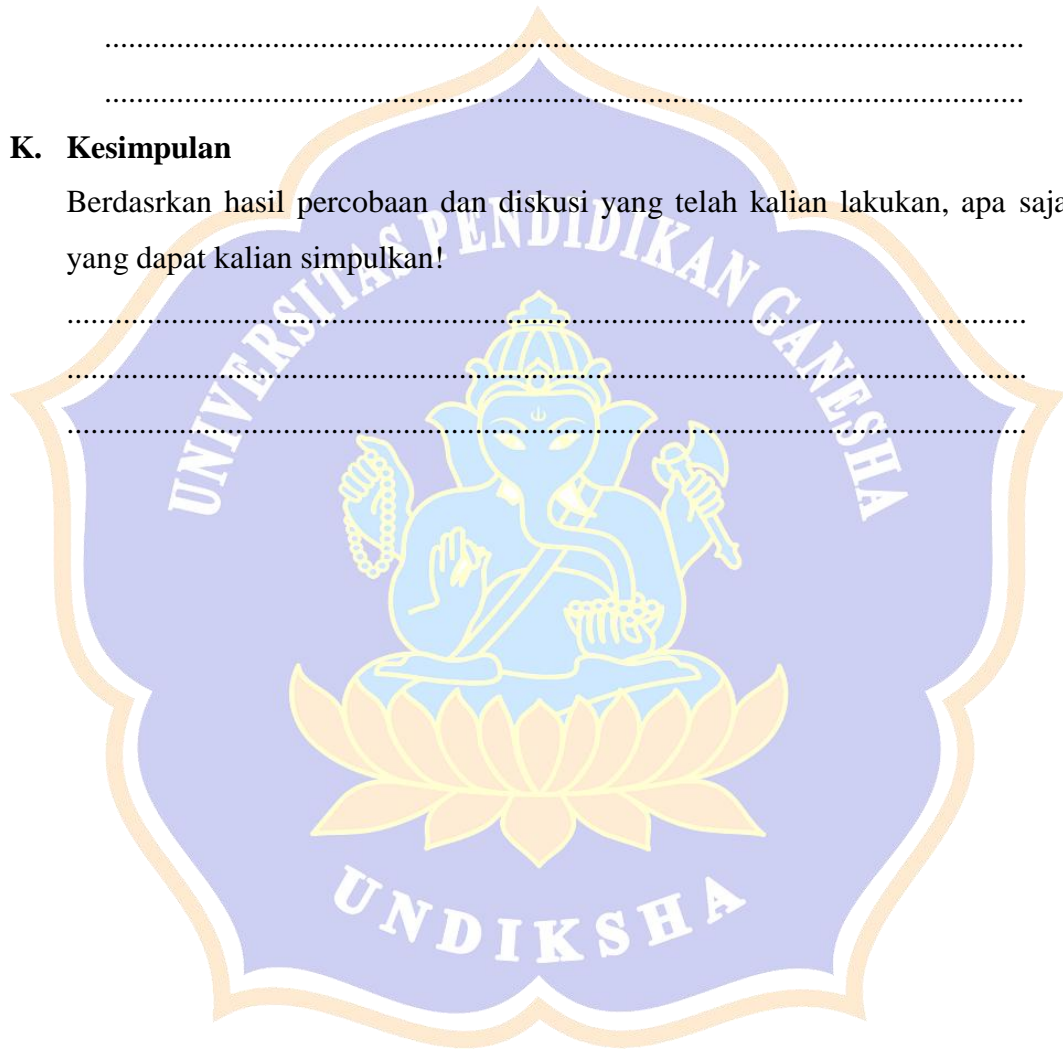 ....................................................................................................................
....................................................................................................................
K. Kesimpulan
Berdasrkan hasil percobaan dan diskusi yang telah kalian lakukan, apa saja
yang dapat kalian simpulkan!
.........................................................................................................................
.........................................................................................................................
.........................................................................................................................
UNIVERSITAS PENDIDIKAN GANESHA
UNDIKSHA